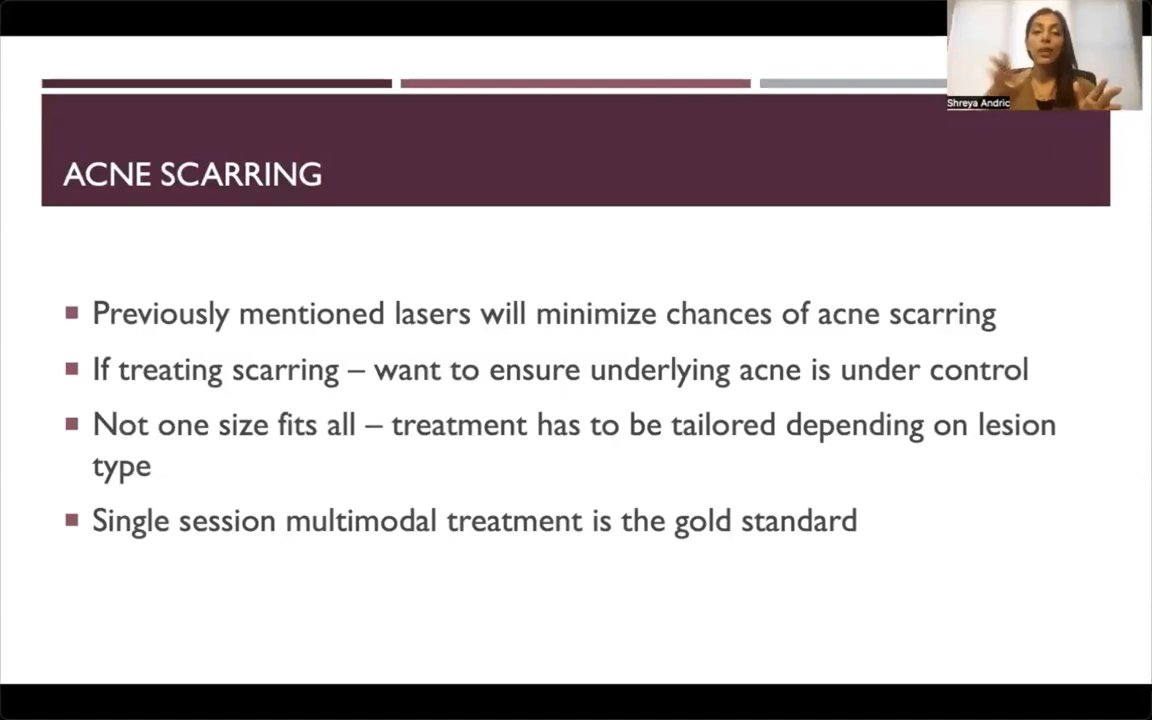 Shreya Andric
ACNE SCARRING
Previously mentioned lasers will minimize chances of acne scarring
If treating scarring – want to ensure underlying acne is under control
Not one size fits all – treatment has to be tailored depending on lesion
type
Single session multimodal treatment is the gold standard